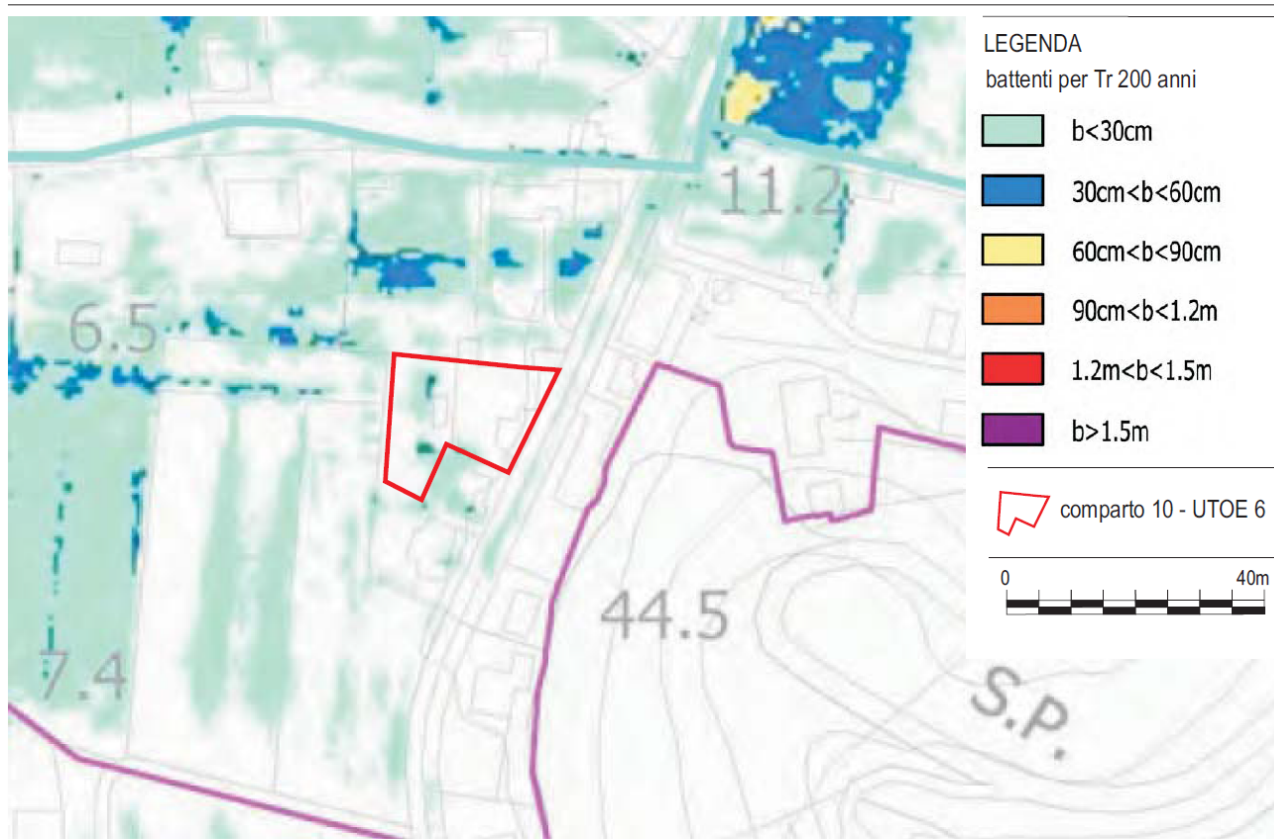 LEGENDA
battenti per Tr 200 anni
b<30cm
30cm<b<60cm
60cm<b<90cm
90cm<b<1.2m
1.2m<b<1.5m
b>1.5m
comparto 10 - UTOE 6
0 40m
11.2
6.5
44.5
7.4
S.P.